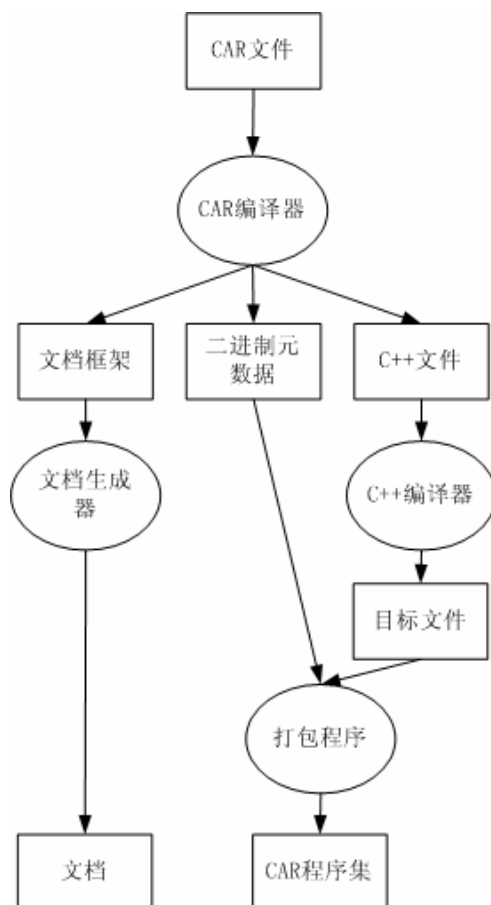 CAR文件
CAR编译器
文档框架
二进制元
数据
C++文件
文档生成
器
C++编译器
目标文件
打包程序
文档
CAR程序集